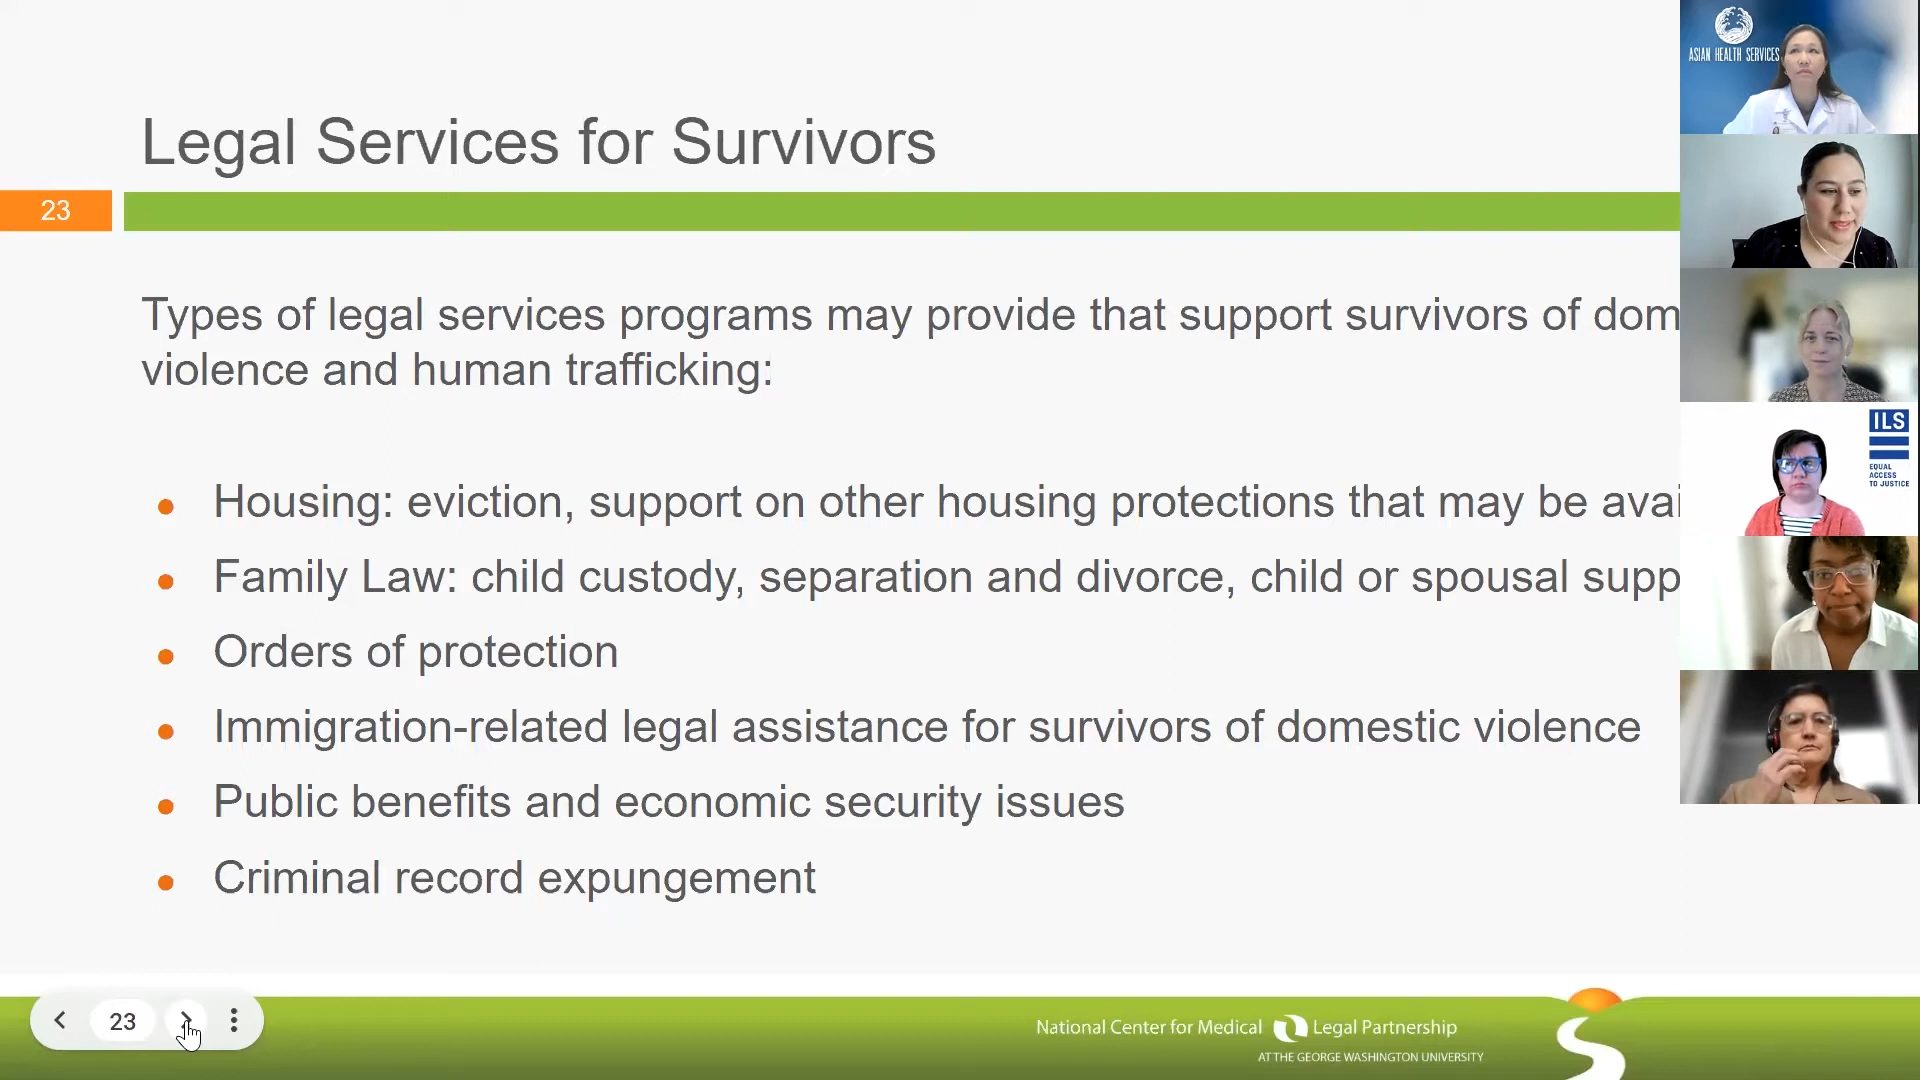 Legal Services for Survivors
23
Types of legal services programs may provide that support survivors of dom
violence and human trafficking:
Housing: eviction, support on other housing protections that may be avai
Family Law: child custody, separation and divorce, child or spousal supp
Orders of protection
Immigration-related legal assistance for survivors of domestic violence
Public benefits and economic security issues
Criminal record expungement
23
National Center for Medical Legal Partnership
AT THE GEORGE WASHINGTON UNIVERSITY
ASIAN HEALTH SERVICES
ILS
EQUAL
ACCESS
TO JUSTICE